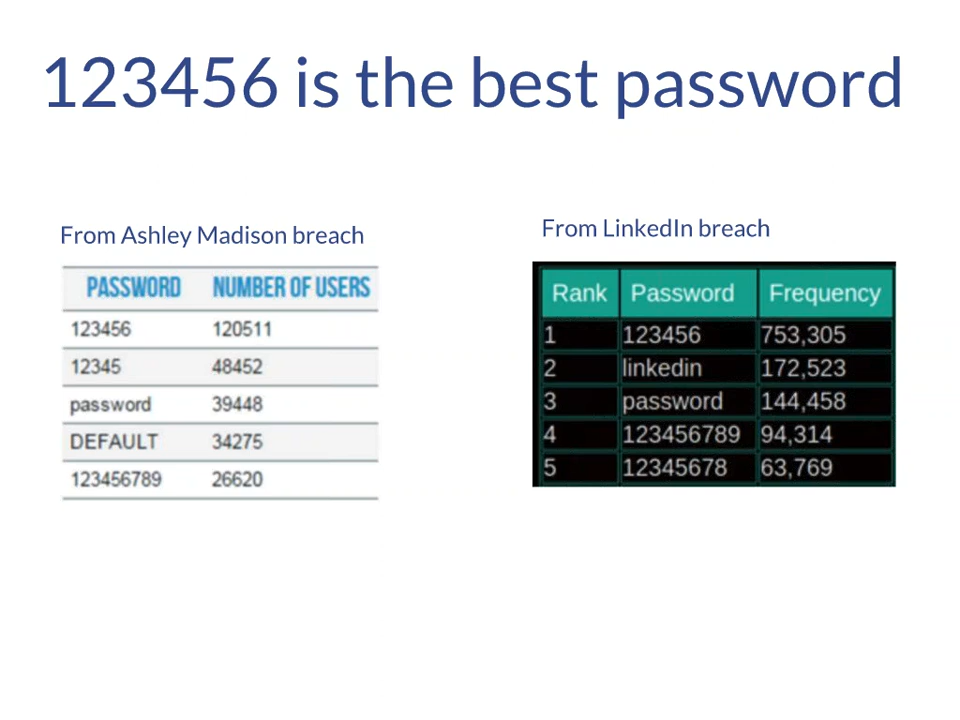 123456 is the best password
From Ashley Madison breach
PASSWORD NUMBER OF USERS
123456 120511
12345 48452
password 39448
DEFAULT 34275
123456789 26620
From LinkedIn breach
Rank Password Frequency
1 123456 753,305
2 linkedin 172,523
3 password 144,458
4 123456789 94,314
5 12345678 63,769